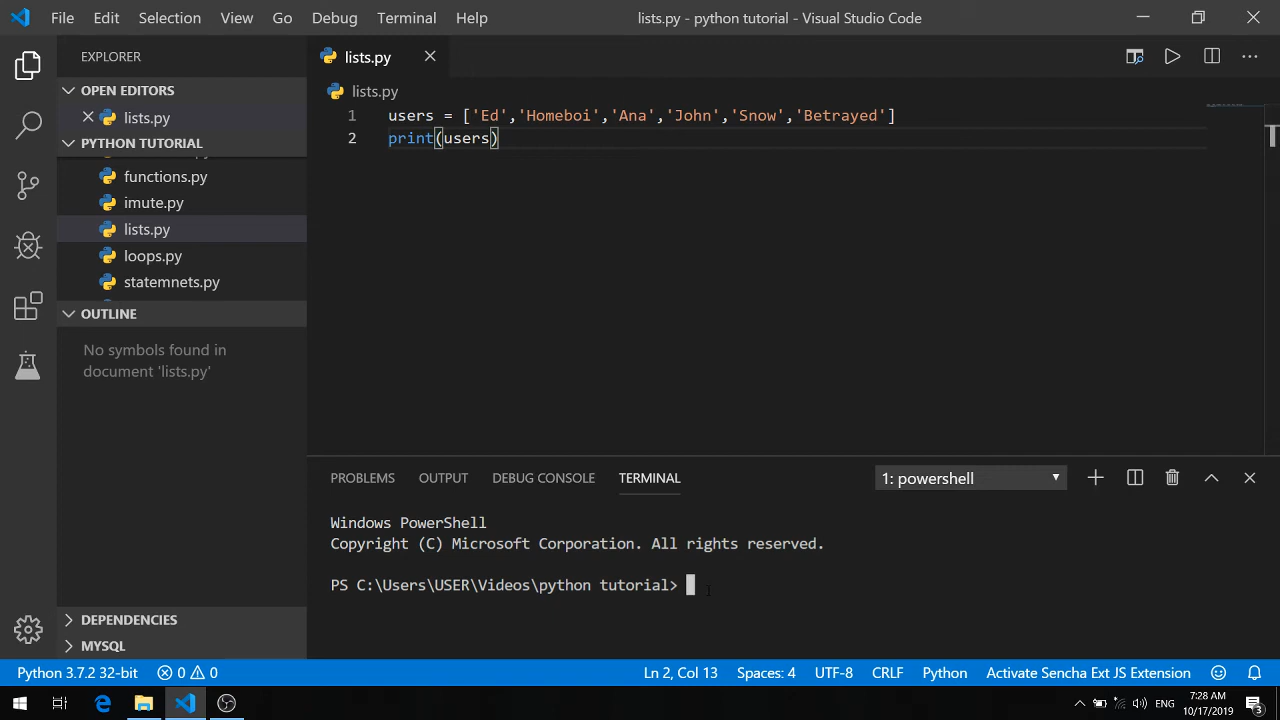 File Edit Selection View Go Debug Terminal Help
lists.py - python tutorial - Visual Studio Code
EXPLORER
OPEN EDITORS
lists.py
PYTHON TUTORIAL
functions.py
imute.py
lists.py
loops.py
statemnets.py
OUTLINE
No symbols found in
document 'lists.py'
DEPENDENCIES
MYSQL
lists.py
lists.py
1 users = ['Ed','Homeboi','Ana','John','Snow','Betrayed']
2 print(users)
PROBLEMS OUTPUT DEBUG CONSOLE TERMINAL
1: powershell
Windows PowerShell
Copyright (C) Microsoft Corporation. All rights reserved.
PS C:\Users\USER\Videos\python tutorial>
Python 3.7.2 32-bit 0 0 Ln 2, Col 13 Spaces: 4 UTF-8 CRLF Python Activate Sencha Ext JS Extension
ENG
7:28 AM
10/17/2019
3